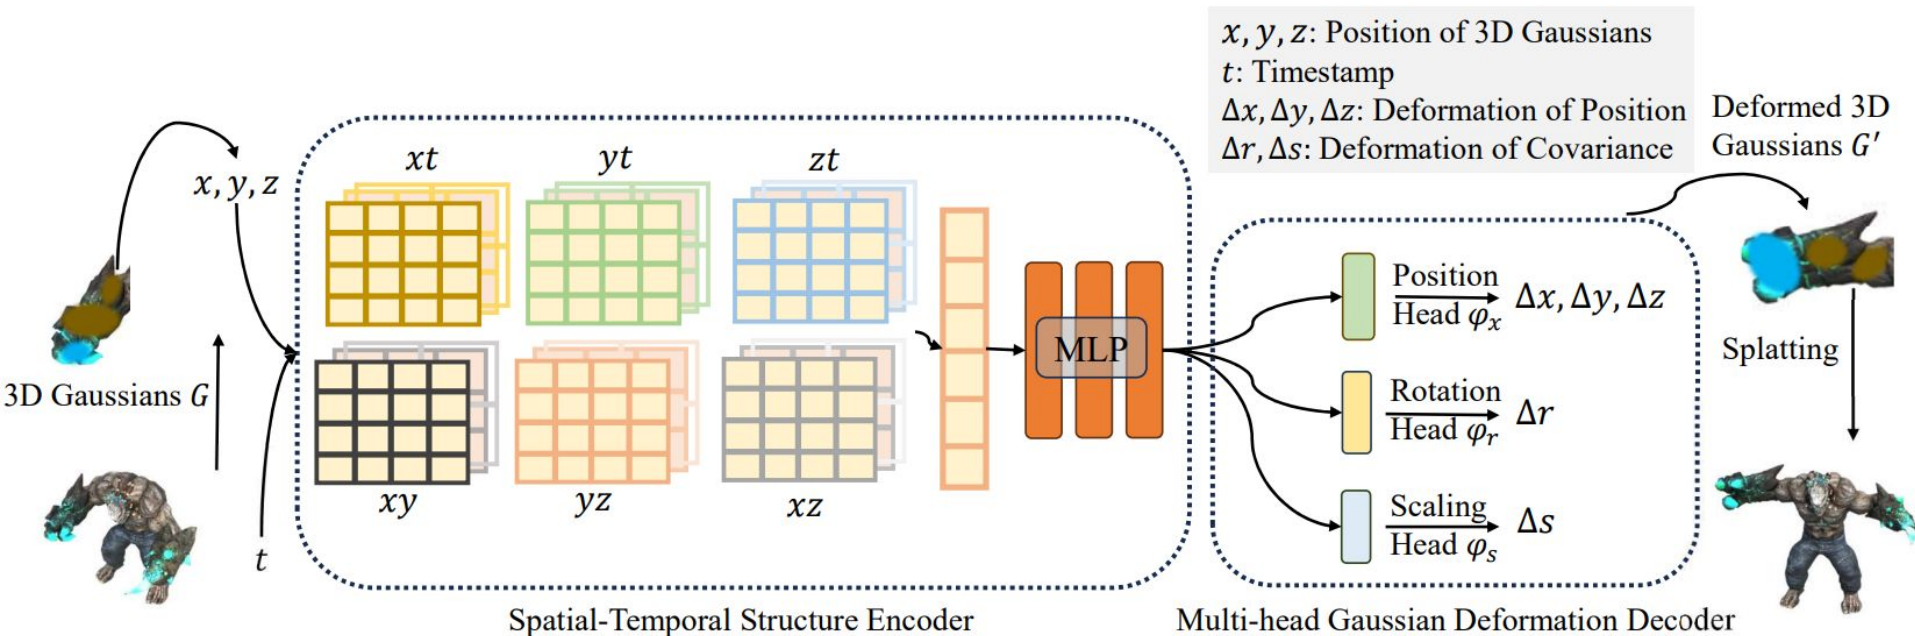 x, y, z: Position of 3D Gaussians
t: Timestamp
Δx, Δy, Δz: Deformation of Position
Δr, Δs: Deformation of Covariance
Deformed 3D
Gaussians G′
x, y, z
xt
yt
zt
3D Gaussians G
t
xy
yz
xz
MLP
Position
Head φₓ
Δx, Δy, Δz
Rotation
Head φᵣ
Δr
Scaling
Head φₛ
Δs
Splatting
Spatial-Temporal Structure Encoder
Multi-head Gaussian Deformation Decoder